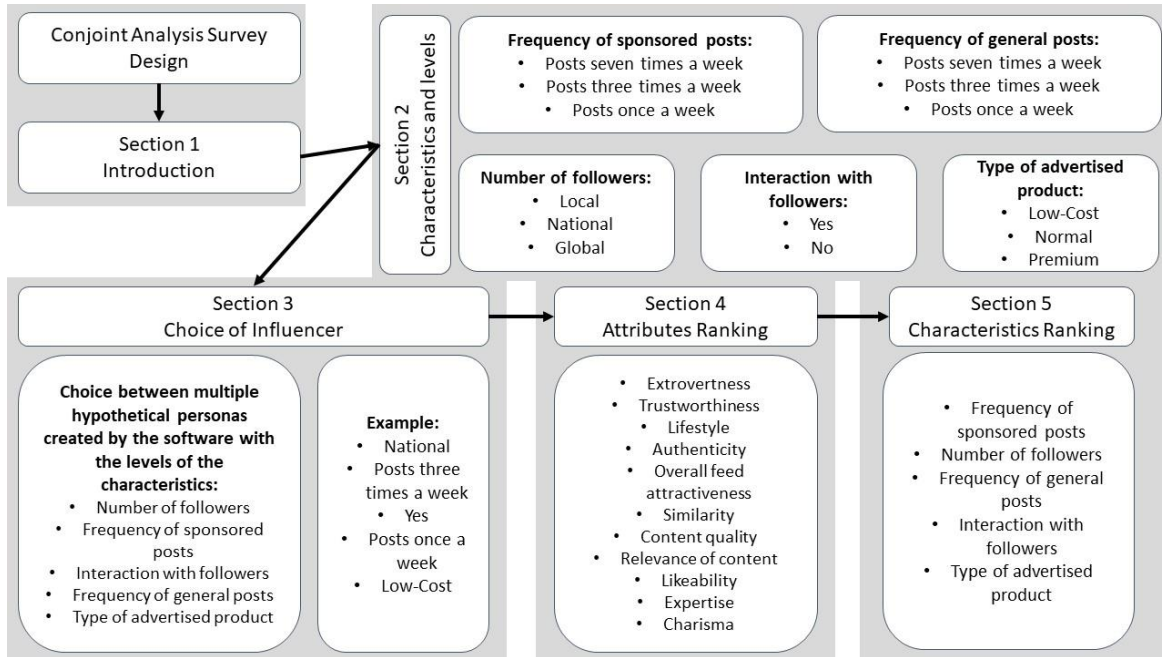 Conjoint Analysis Survey
Design
Section 1
Introduction
Section 2
Characteristics and levels
Frequency of sponsored posts:
• Posts seven times a week
• Posts three times a week
• Posts once a week
Frequency of general posts:
• Posts seven times a week
• Posts three times a week
• Posts once a week
Number of followers:
• Local
• National
• Global
Interaction with
followers:
• Yes
• No
Type of advertised
product:
• Low-Cost
• Normal
• Premium
Section 3
Choice of Influencer
Choice between multiple
hypothetical personas
created by the software with
the levels of the
characteristics:
• Number of followers
• Frequency of sponsored
posts
• Interaction with followers
• Frequency of general posts
• Type of advertised product
Example:
• National
• Posts three
times a week
• Yes
• Posts once a
week
• Low-Cost
Section 4
Attributes Ranking
• Extrovertness
• Trustworthiness
• Lifestyle
• Authenticity
• Overall feed
attractiveness
• Similarity
• Content quality
• Relevance of content
• Likeability
• Expertise
• Charisma
Section 5
Characteristics Ranking
• Frequency of
sponsored posts
• Number of followers
• Frequency of general
posts
• Interaction with
followers
• Type of advertised
product